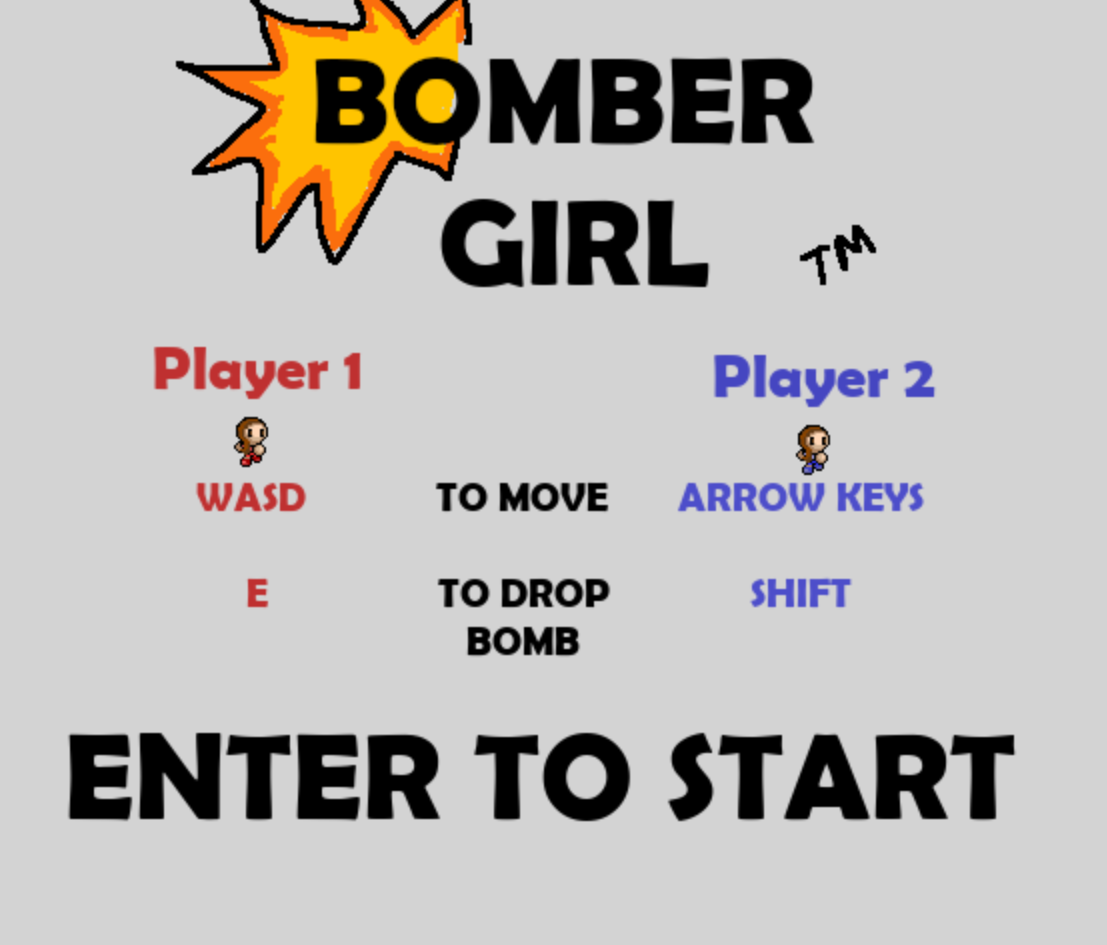 BOMBER
GIRL TM
Player 1 Player 2
WASD TO MOVE ARROW KEYS
E TO DROP SHIFT
BOMB
ENTER TO START